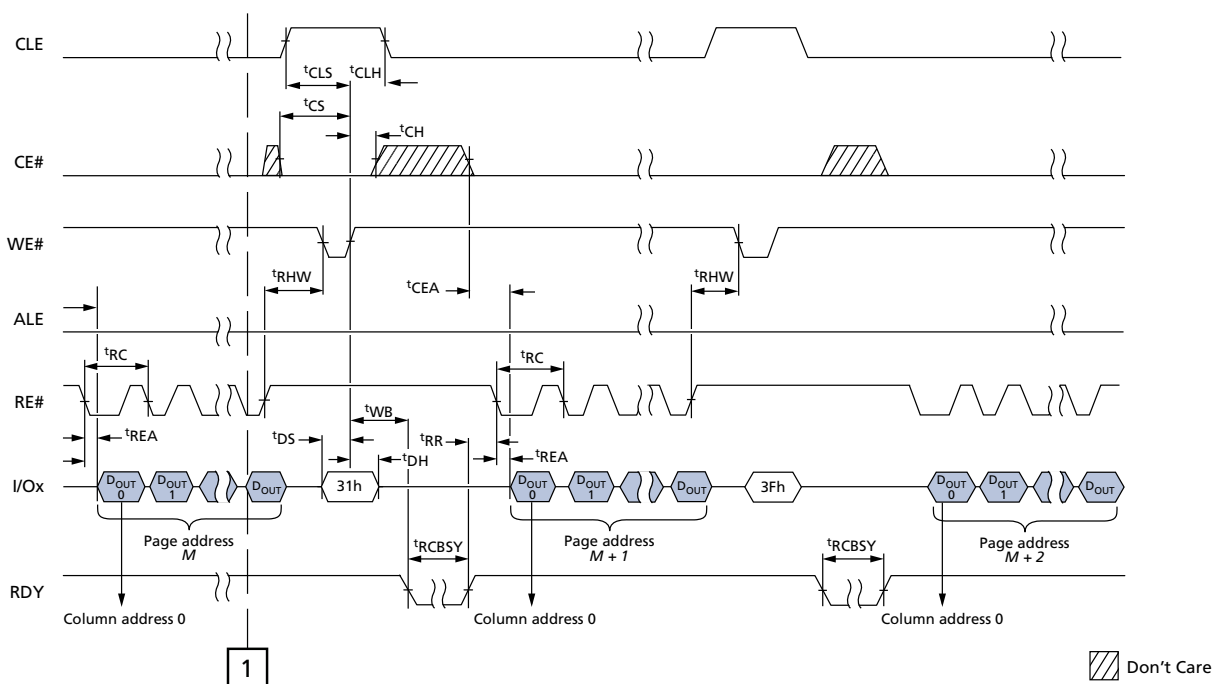 CLE
tCLS tCLH
tCS
tCH
CE#
WE#
tRHW
tCEA
tRHW
ALE
tRC
tRC
RE#
tWB
tREA
tDS
tRR
tDH
tREA
I/Ox
DOUT 0
DOUT 1
DOUT
31h
DOUT 0
DOUT 1
DOUT
3Fh
DOUT 0
DOUT 1
DOUT
Page address
M
Page address
M + 1
Page address
M + 2
tRCBSY
tRCBSY
RDY
Column address 0
Column address 0
Column address 0
1
Don't Care